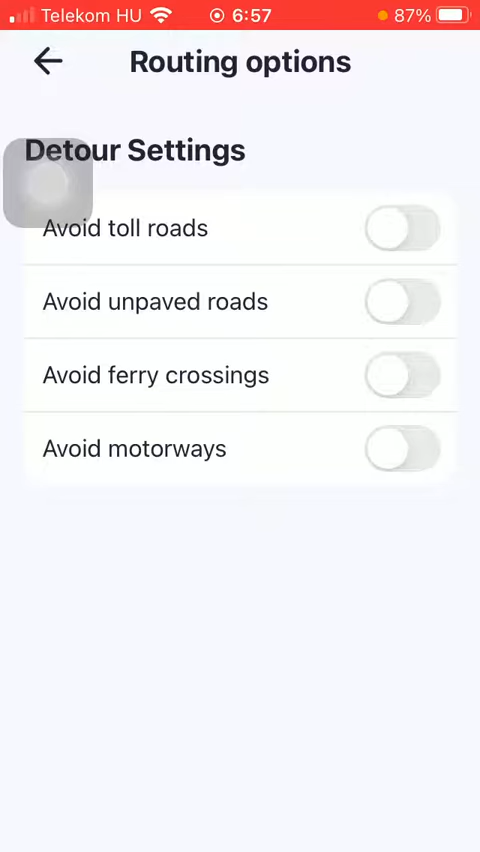 Telekom HU 6:57 87%
Routing options
Detour Settings
Avoid toll roads
Avoid unpaved roads
Avoid ferry crossings
Avoid motorways